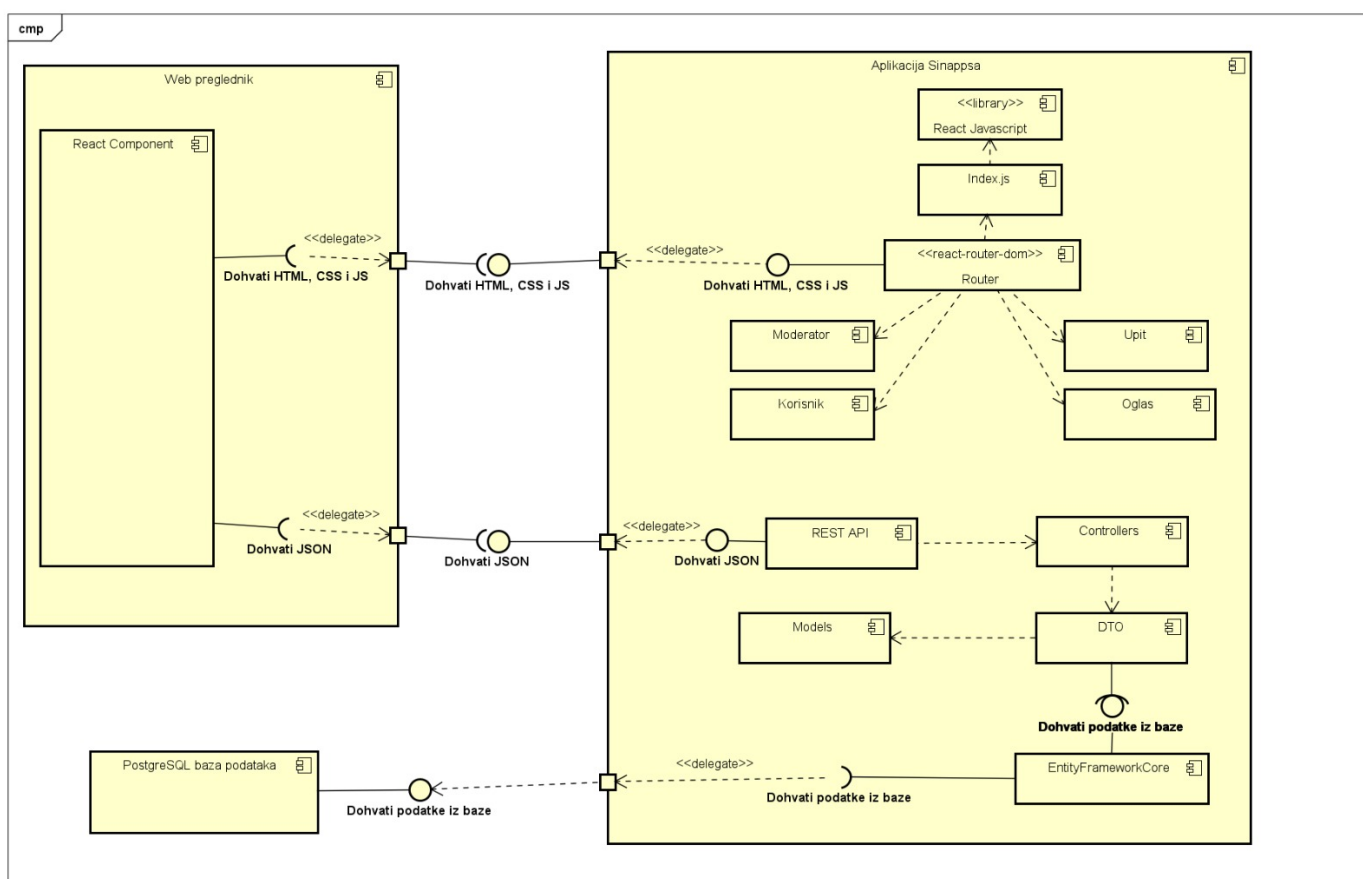 cmp
Web preglednik
React Component
<<delegate>>
Dohvati HTML, CSS i JS
<<delegate>>
Dohvati JSON
Dohvati HTML, CSS i JS
Dohvati JSON
Aplikacija Sinappsa
<<library>>
React Javascript
Index.js
<<delegate>>
Dohvati HTML, CSS i JS
<<react-router-dom>>
Router
Moderator
Upit
Korisnik
Oglas
<<delegate>>
Dohvati JSON
REST API
Controllers
Models
DTO
Dohvati podatke iz baze
EntityFrameworkCore
<<delegate>>
Dohvati podatke iz baze
PostgreSQL baza podataka
Dohvati podatke iz baze